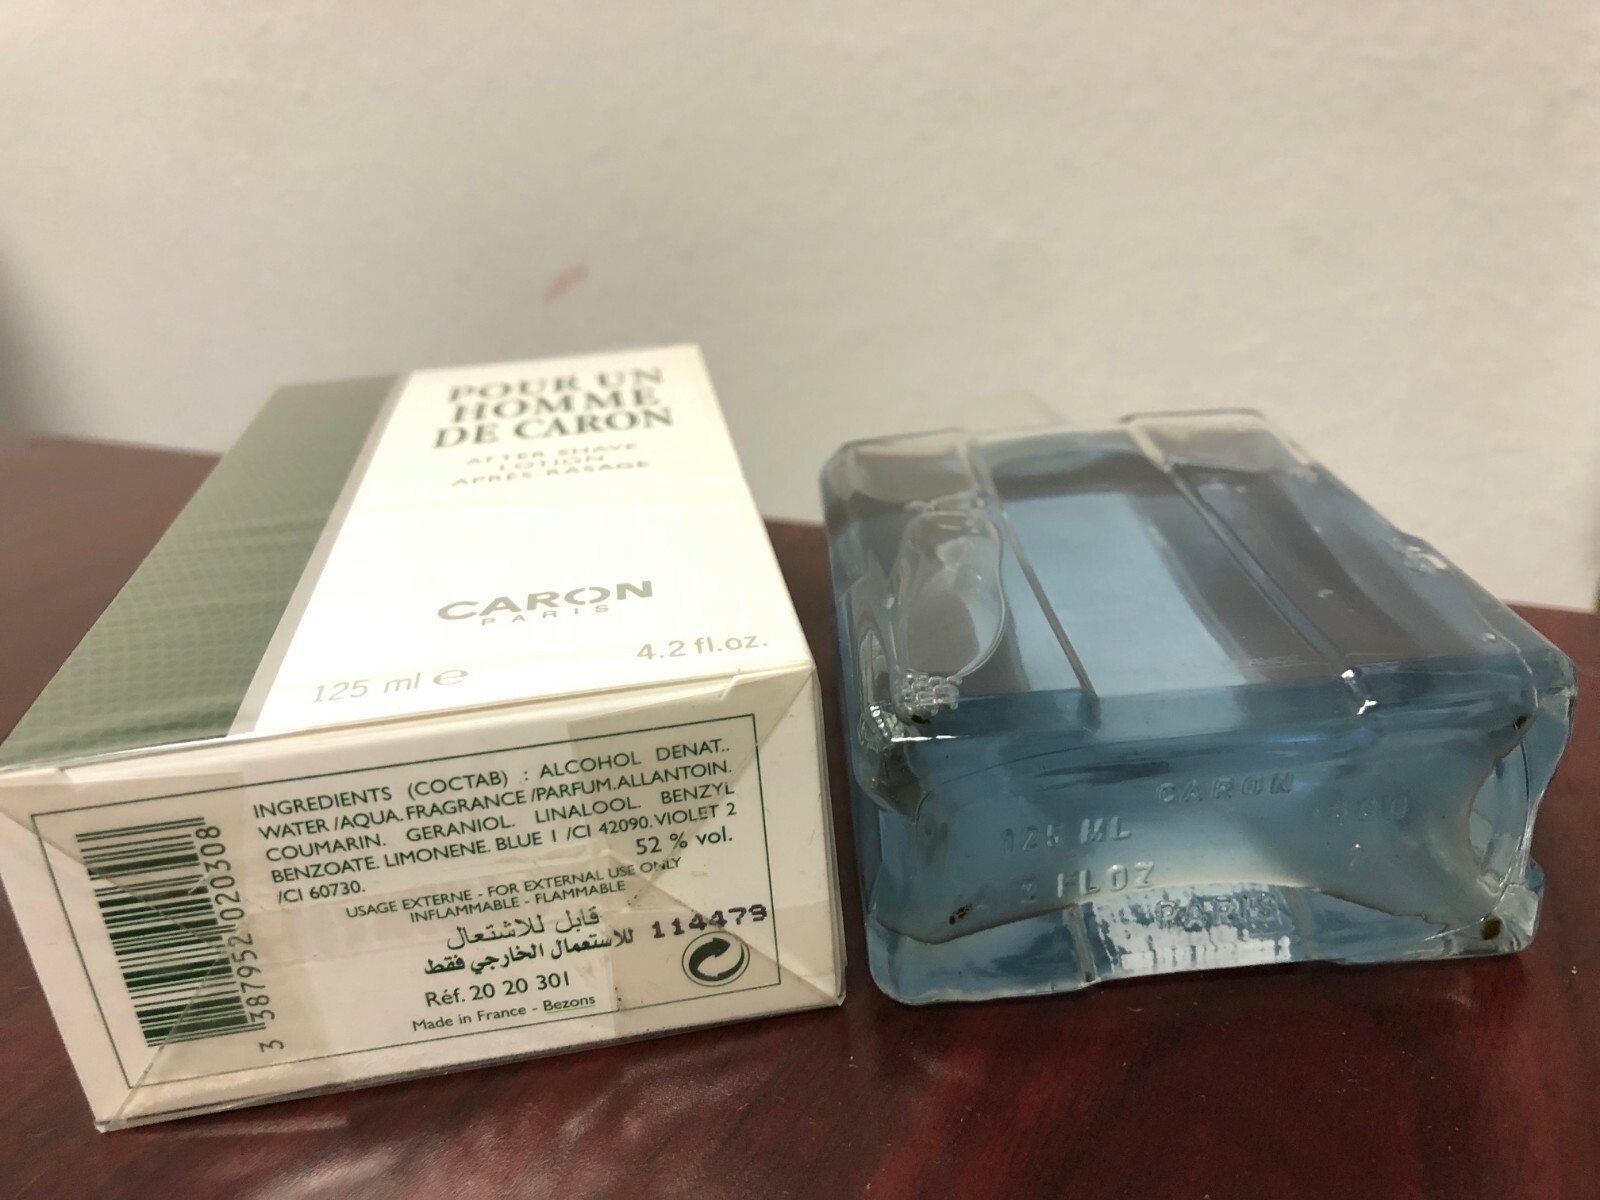 POUR UN
HOMME
DE CARON
AFTER SHAVE
LOTION
APRÈS RASAGE
CARON
PARIS
125 ml e
4.2 fl.oz.
INGREDIENTS (COCTAB) : ALCOHOL DENAT..
WATER/AQUA. FRAGRANCE/PARFUM. ALLANTOIN.
COUMARIN. GERANIOL. LINALOOL. BENZYL
BENZOATE. LIMONENE. BLUE 1 /CI 42090. VIOLET 2
/CI 60730.
52 % vol.
USAGE EXTERNE - FOR EXTERNAL USE ONLY
INFLAMMABLE - FLAMMABLE
قابل للاشتعال
للاستعمال الخارجي فقط
114479
Réf. 20 20 301
Made in France - Bezons
3 387952 020308
CARON
125 ML
FL OZ
PARIS